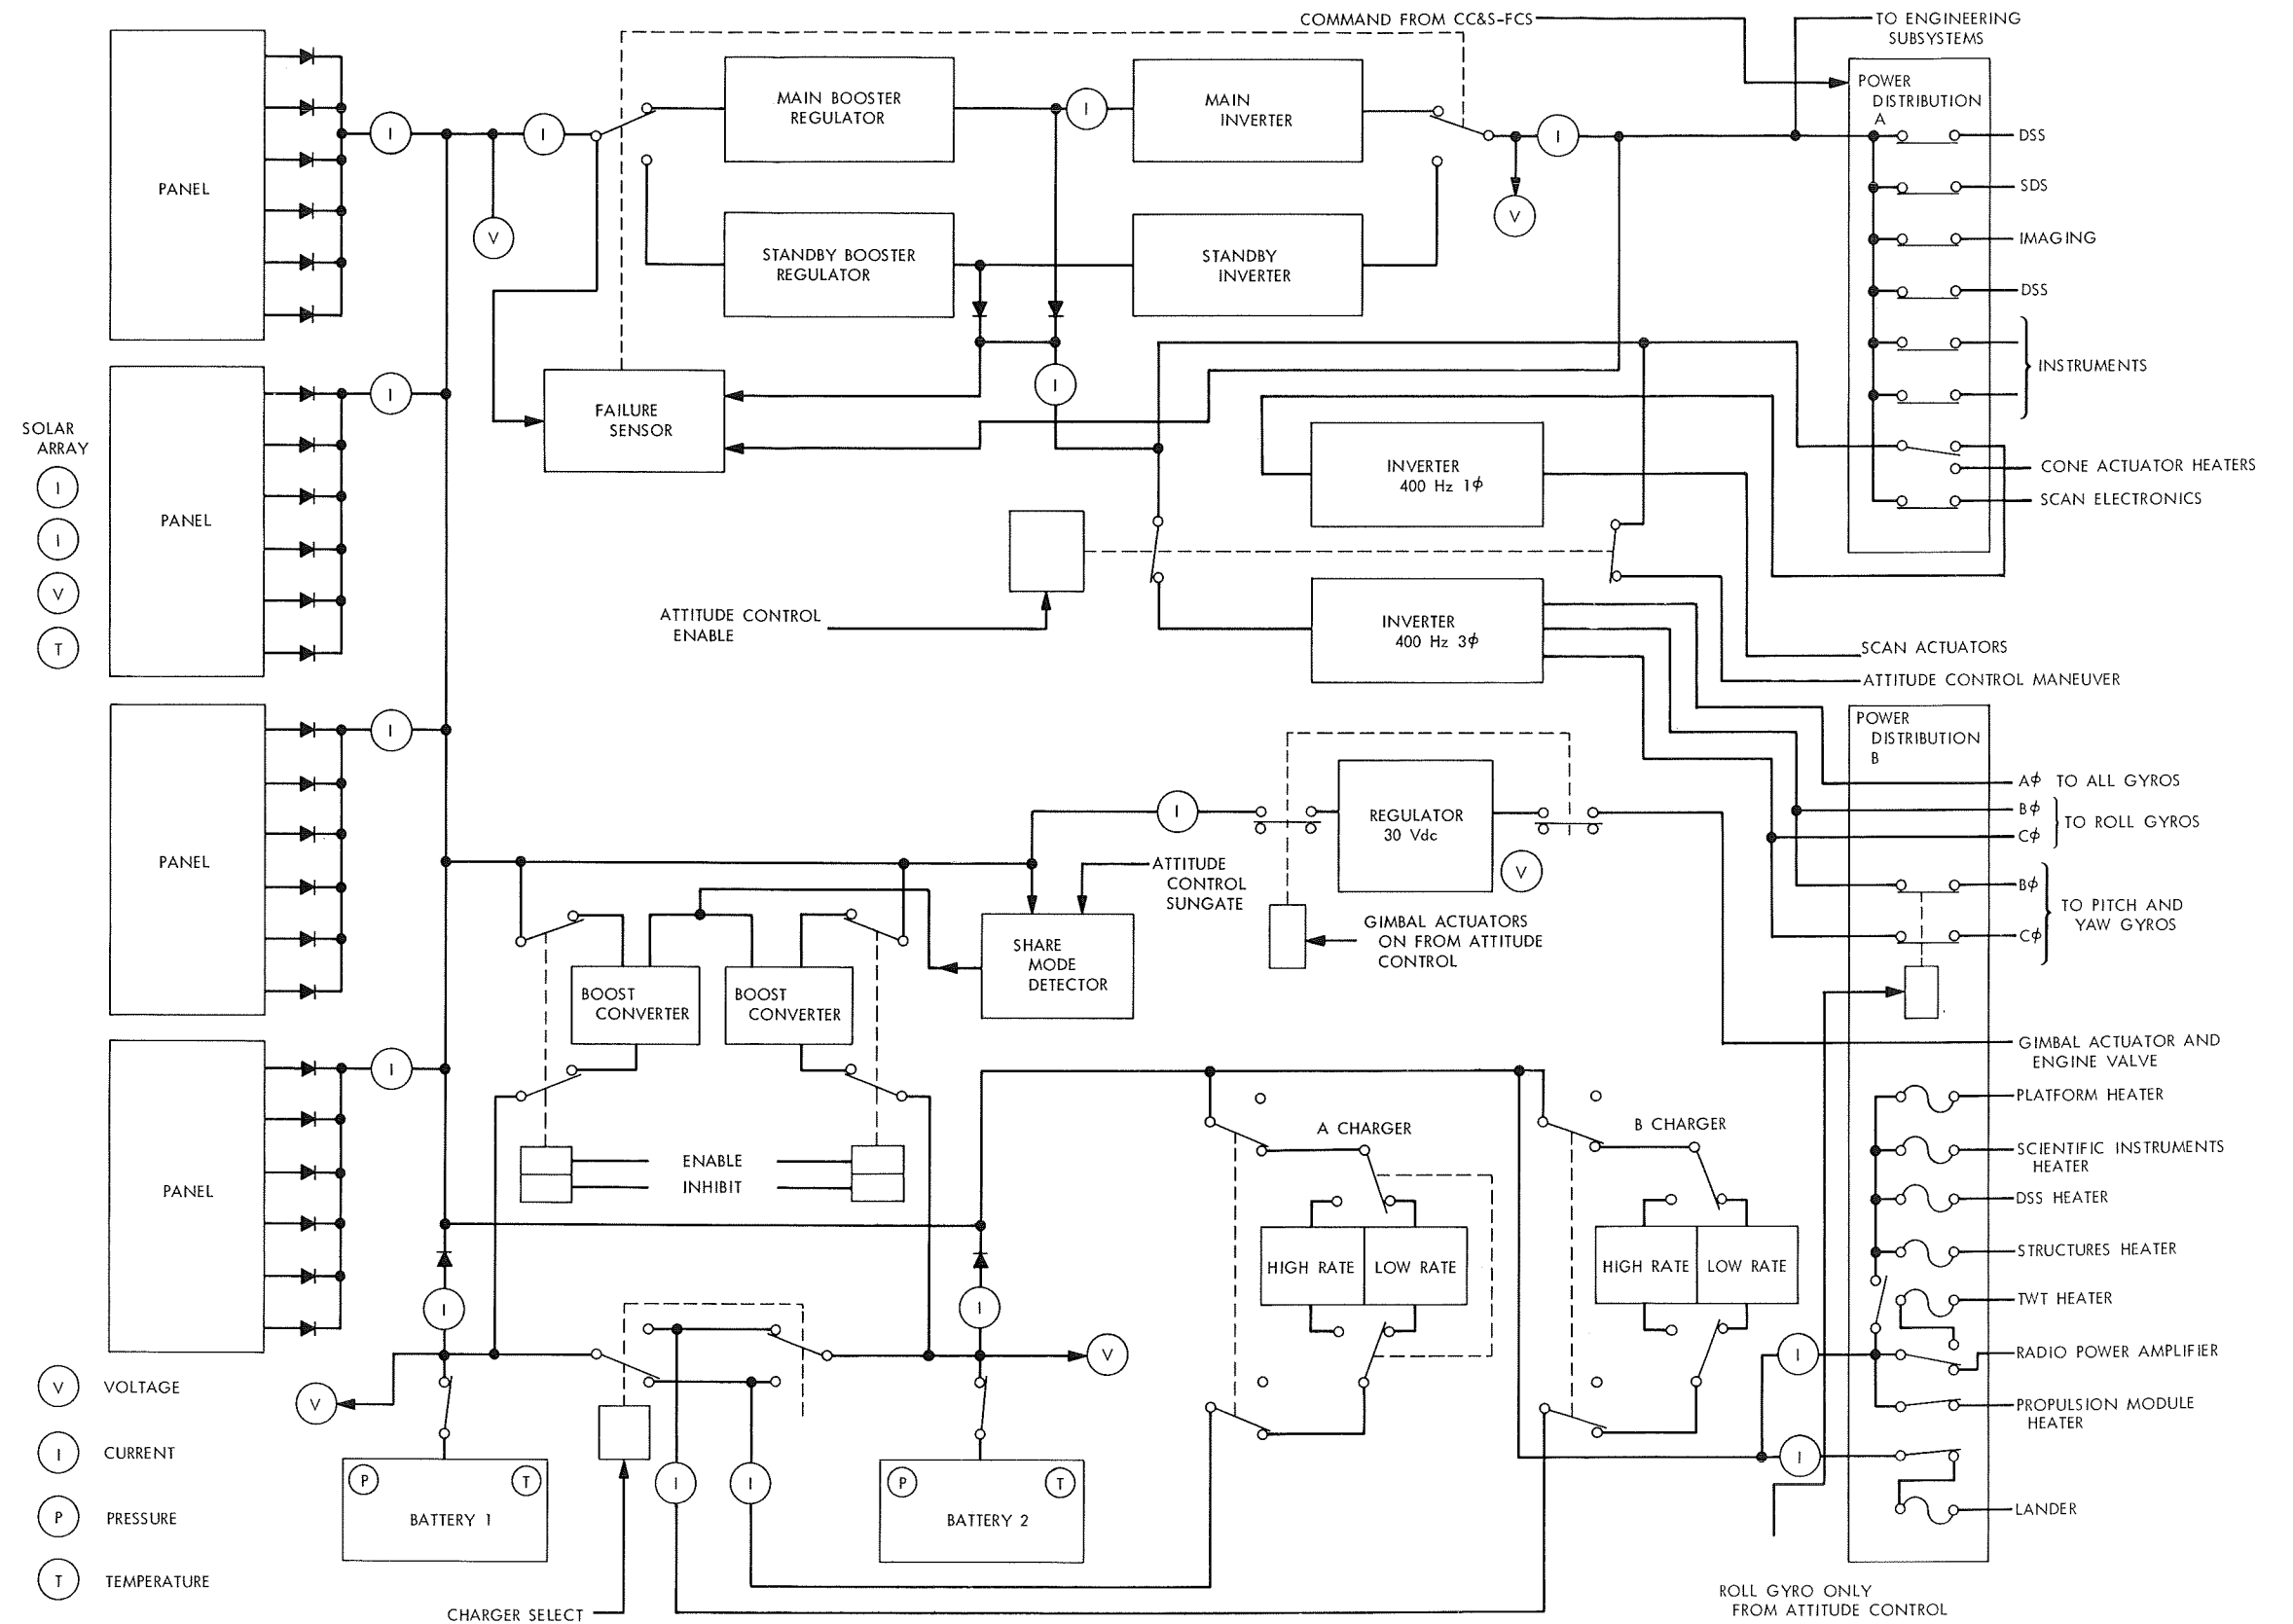 COMMAND FROM CC&S-FCS
TO ENGINEERING
SUBSYSTEMS
PANEL
I
I
V
MAIN BOOSTER
REGULATOR
I
MAIN
INVERTER
STANDBY BOOSTER
REGULATOR
STANDBY
INVERTER
I
V
POWER
DISTRIBUTION
A
DSS
SDS
IMAGING
DSS
INSTRUMENTS
CONE ACTUATOR HEATERS
SCAN ELECTRONICS
FAILURE
SENSOR
I
SOLAR
ARRAY
I
I
V
T
PANEL
I
INVERTER
400 Hz 1ϕ
ATTITUDE CONTROL
ENABLE
INVERTER
400 Hz 3ϕ
SCAN ACTUATORS
ATTITUDE CONTROL MANEUVER
PANEL
I
I
REGULATOR
30 Vdc
V
ATTITUDE
CONTROL
SUNGATE
SHARE
MODE
DETECTOR
GIMBAL ACTUATORS
ON FROM ATTITUDE
CONTROL
POWER
DISTRIBUTION
B
Aϕ TO ALL GYROS
Bϕ
Cϕ
TO ROLL GYROS
Bϕ
Cϕ
TO PITCH AND
YAW GYROS
GIMBAL ACTUATOR AND
ENGINE VALVE
BOOST
CONVERTER
BOOST
CONVERTER
ENABLE
INHIBIT
PANEL
I
A CHARGER
HIGH RATE
LOW RATE
B CHARGER
HIGH RATE
LOW RATE
PLATFORM HEATER
SCIENTIFIC INSTRUMENTS
HEATER
DSS HEATER
STRUCTURES HEATER
TWT HEATER
RADIO POWER AMPLIFIER
PROPULSION MODULE
HEATER
LANDER
I
I
I
I
V
V
I
I
V VOLTAGE
I CURRENT
P PRESSURE
T TEMPERATURE
P
T
BATTERY 1
P
T
BATTERY 2
CHARGER SELECT
ROLL GYRO ONLY
FROM ATTITUDE CONTROL